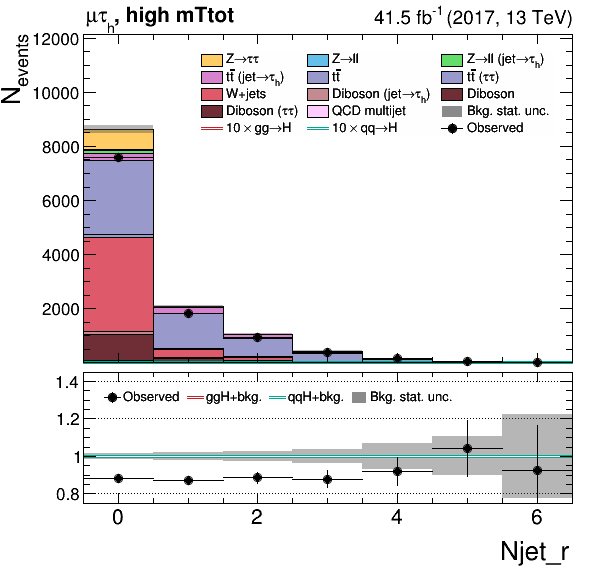 μτh, high mTtot 41.5 fb-1 (2017, 13 TeV)
Nevents
12000
10000
8000
6000
4000
2000
Z→ττ Z→ll Z→ll (jet→τh)
tt̄ (jet→τh) tt̄ tt̄ (ττ)
W+jets Diboson (jet→τh) Diboson
Diboson (ττ) QCD multijet Bkg. stat. unc.
10 × gg→H 10 × qq→H Observed
1.4
1.2
1
0.8
Observed ggH+bkg. qqH+bkg. Bkg. stat. unc.
0 2 4 6
Njet_r